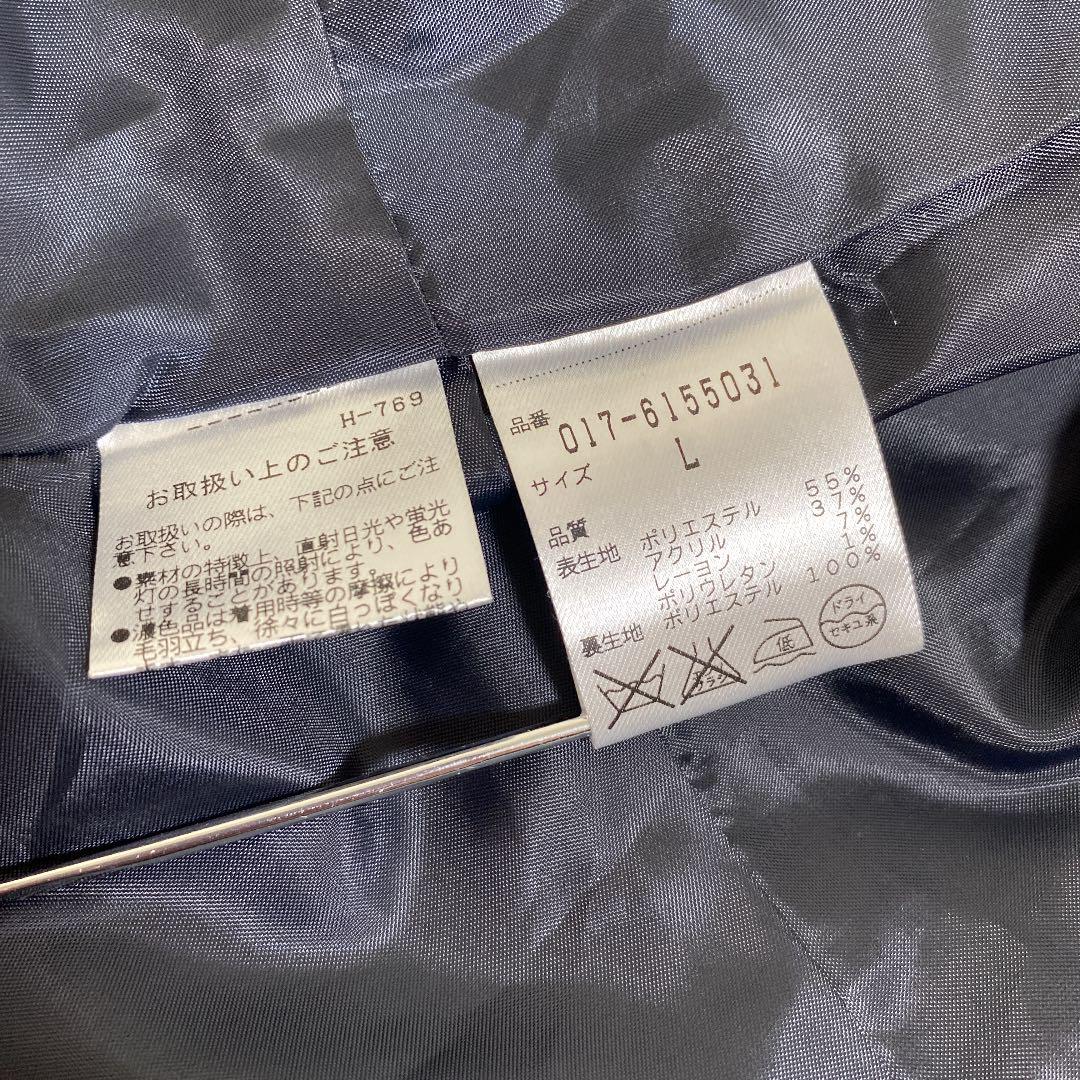 H-769
お取扱い上のご注意
お取扱いの際は、下記の点にご注
意下さい。
●素材の特徴上、直射日光や蛍光
灯の長時間の照射により、色あ
せすることがあります。
●濃色品は着用時等の摩擦により
毛羽立ち、徐々に白っぽくなり
品番 017-6155031
サイズ L
品質
表生地 ポリエステル 55%
アクリル 37%
レーヨン 7%
ポリウレタン 1%
裏生地 ポリエステル 100%
ブラシ
低
ドライ
セキユ系